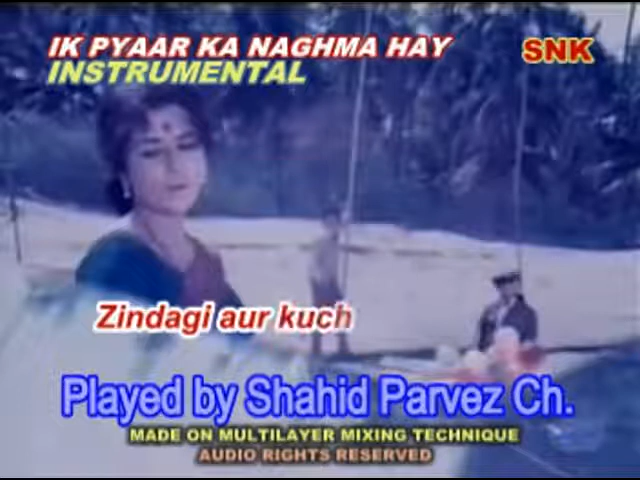 IK PYAAR KA NAGHMA HAY
SNK
INSTRUMENTAL
Zindagi aur kuch
Played by Shahid Parvez Ch.
MADE ON MULTILAYER MIXING TECHNIQUE
AUDIO RIGHTS RESERVED